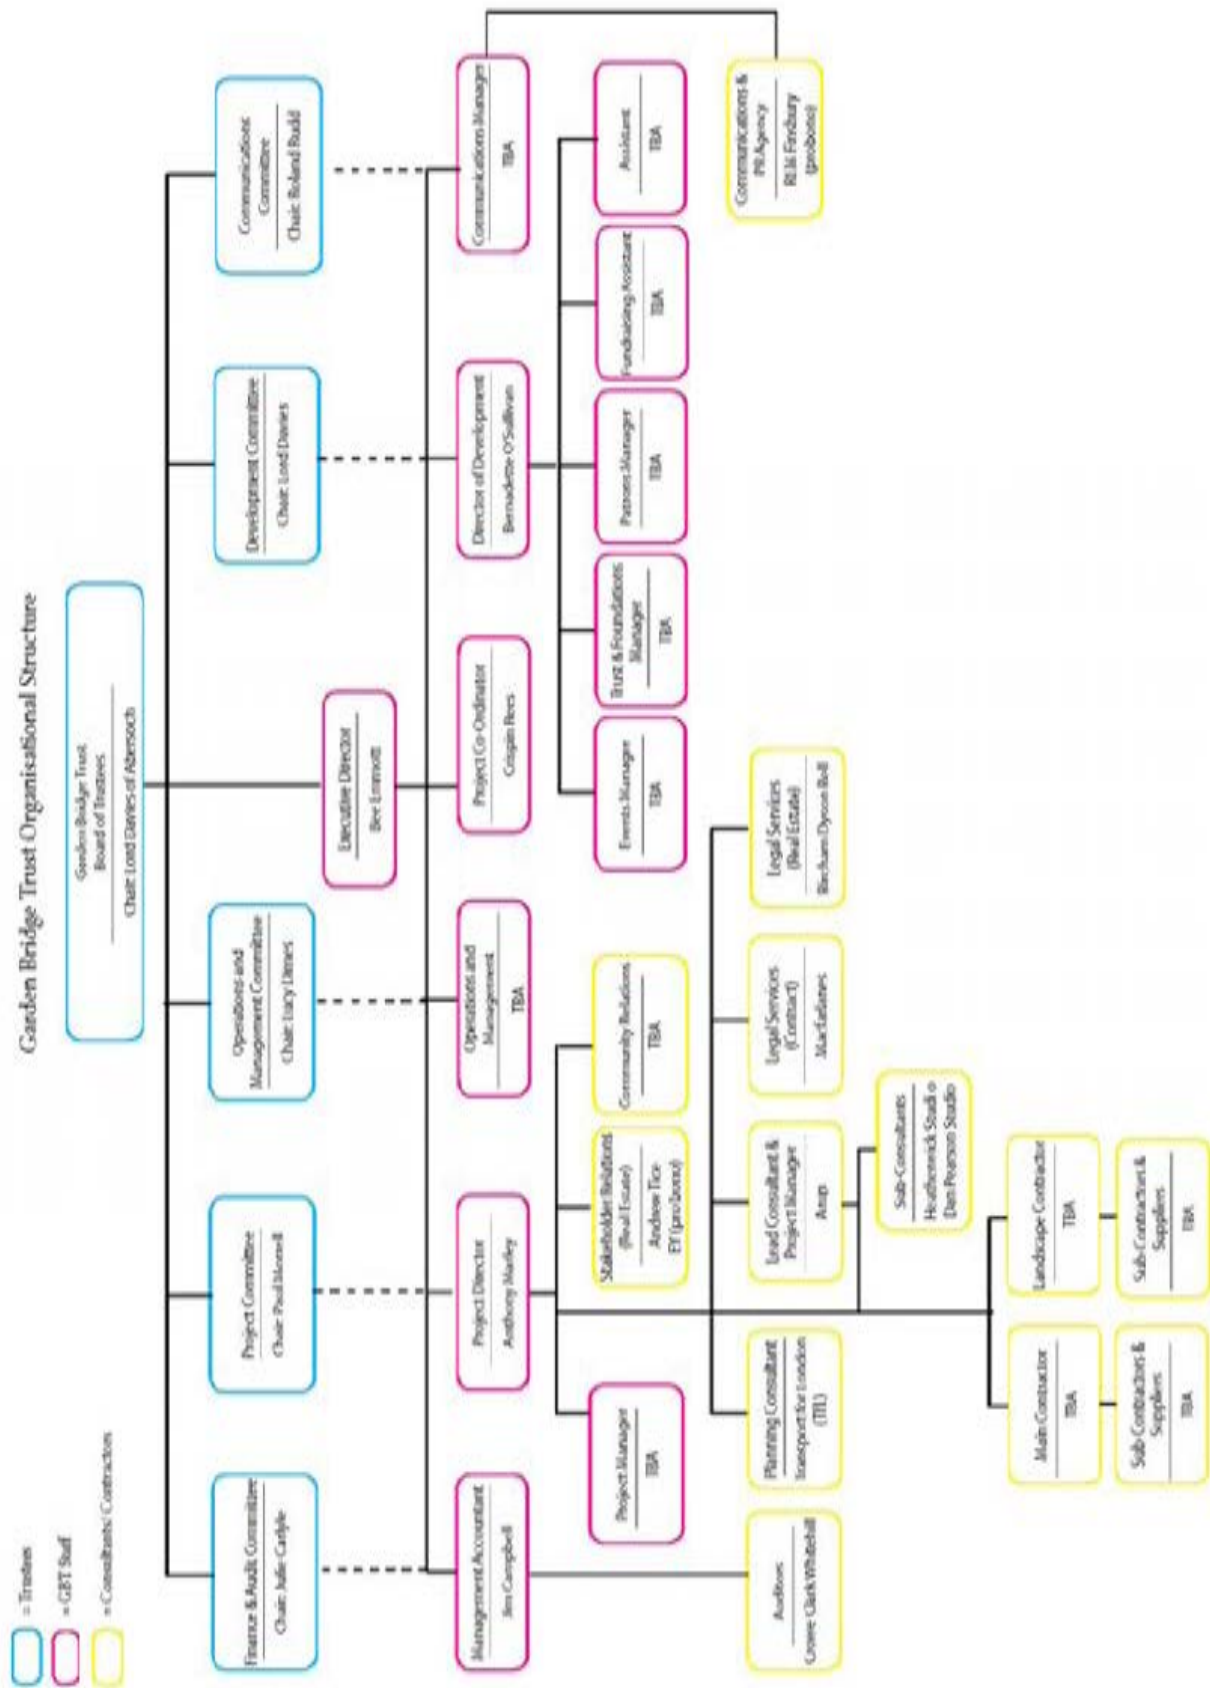 Garden Bridge Trust Organisational Structure
= Trustees
= GBT Staff
= Consultants/ Contractors
Garden Bridge Trust
Board of Trustees
Chair: Lord Davies of Abersoch
Finance & Audit Committee
Chair: Julie Carlyle
Project Committee
Chair: Paul Morrell
Operations and
Management Committee
Chair: Lucy Dimes
Development Committee
Chair: Lord Davies
Communications
Committee
Chair: Roland Rudd
Executive Director
Bee Emmott
Management Accountant
Jim Campbell
Project Director
Anthony Marley
Operations and
Management
TBA
Project Co-Ordinator
Crispin Rees
Director of Development
Bernadette O'Sullivan
Communications Manager
TBA
Project Manager
TBA
Stakeholder Relations
(Real Estate)
Andrew Tice
EY (pro bono)
Community Relations
TBA
Events Manager
TBA
Trust & Foundations
Manager
TBA
Patrons Manager
TBA
Fundraising Assistant
TBA
Assistant
TBA
Auditors
Crowe Clark Whitehill
Planning Consultant
Transport for London
(TFL)
Lead Consultant &
Project Manager
Arup
Legal Services
(Contract)
Macfarlanes
Legal Services
(Real Estate)
Bircham Dyson Bell
Communications &
PR Agency
RLM Finsbury
(probono)
Sub-Consultants
Heatherwick Studio
Dan Pearson Studio
Main Contractor
TBA
Landscape Contractor
TBA
Sub Contractors &
Suppliers
TBA
Sub-Contractors &
Suppliers
TBA